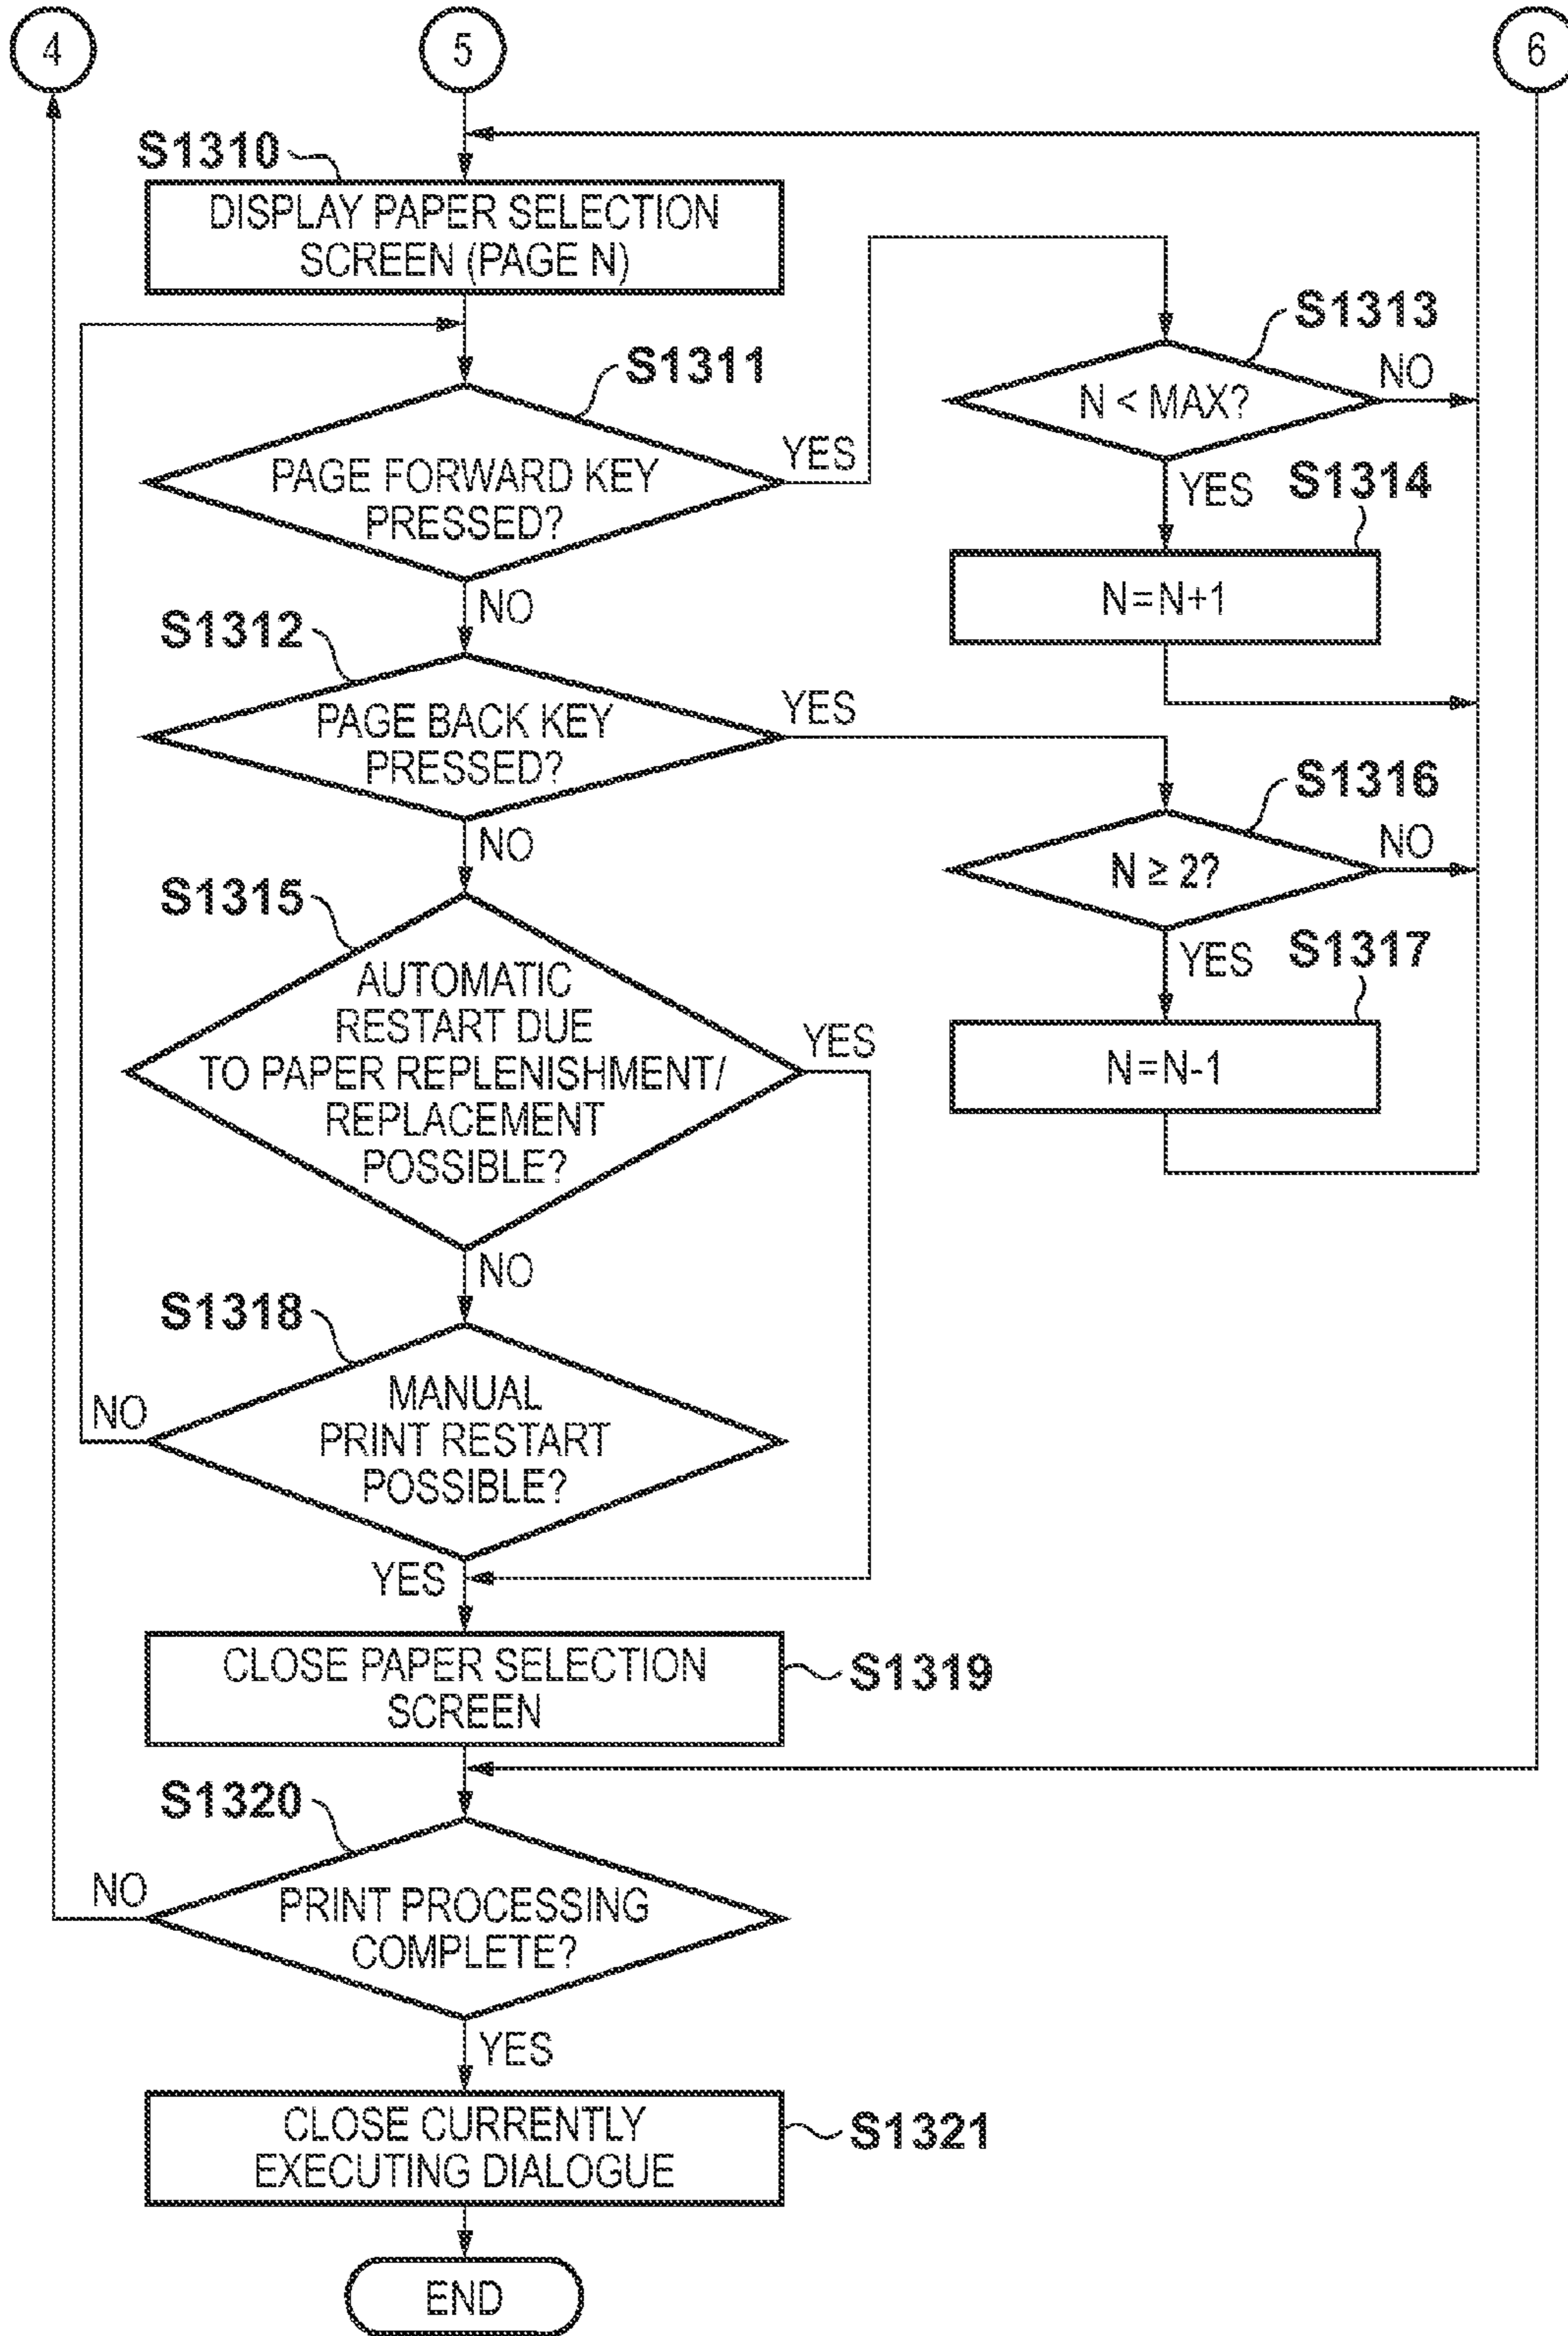 4
5
6
S1310
DISPLAY PAPER SELECTION
SCREEN (PAGE N)
S1311
PAGE FORWARD KEY
PRESSED?
YES
NO
S1313
N < MAX?
NO
YES
S1314
N=N+1
S1312
PAGE BACK KEY
PRESSED?
YES
NO
S1316
N ≥ 2?
NO
YES
S1317
N=N-1
S1315
AUTOMATIC
RESTART DUE
TO PAPER REPLENISHMENT/
REPLACEMENT
POSSIBLE?
YES
NO
S1318
MANUAL
PRINT RESTART
POSSIBLE?
NO
YES
CLOSE PAPER SELECTION
SCREEN
S1319
S1320
PRINT PROCESSING
COMPLETE?
NO
YES
CLOSE CURRENTLY
EXECUTING DIALOGUE
S1321
END